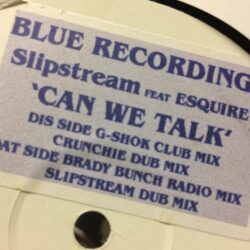 BLUE RECORDING
Slipstream FEAT ESQUIRE
'CAN WE TALK'
DIS SIDE G-SHOK CLUB MIX
CRUNCHIE DUB MIX
DAT SIDE BRADY BUNCH RADIO MIX
SLIPSTREAM DUB MIX